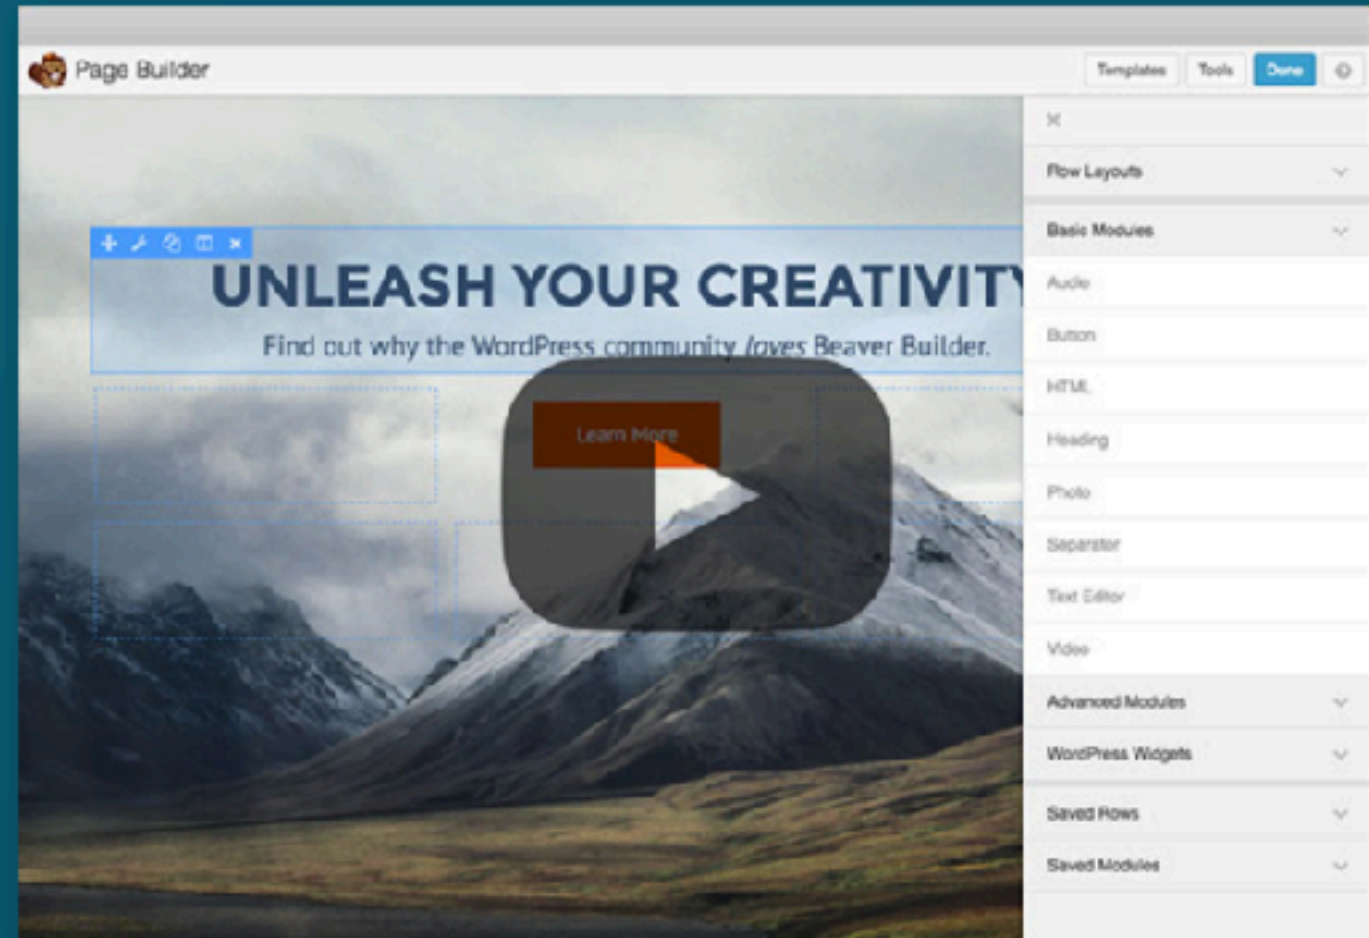 Page Builder
Templates
Tools
Done
UNLEASH YOUR CREATIVITY
Find out why the WordPress community loves Beaver Builder.
Learn More
Row Layouts
Basic Modules
Audio
Button
HTML
Heading
Photo
Separator
Text Editor
Video
Advanced Modules
WordPress Widgets
Saved Rows
Saved Modules